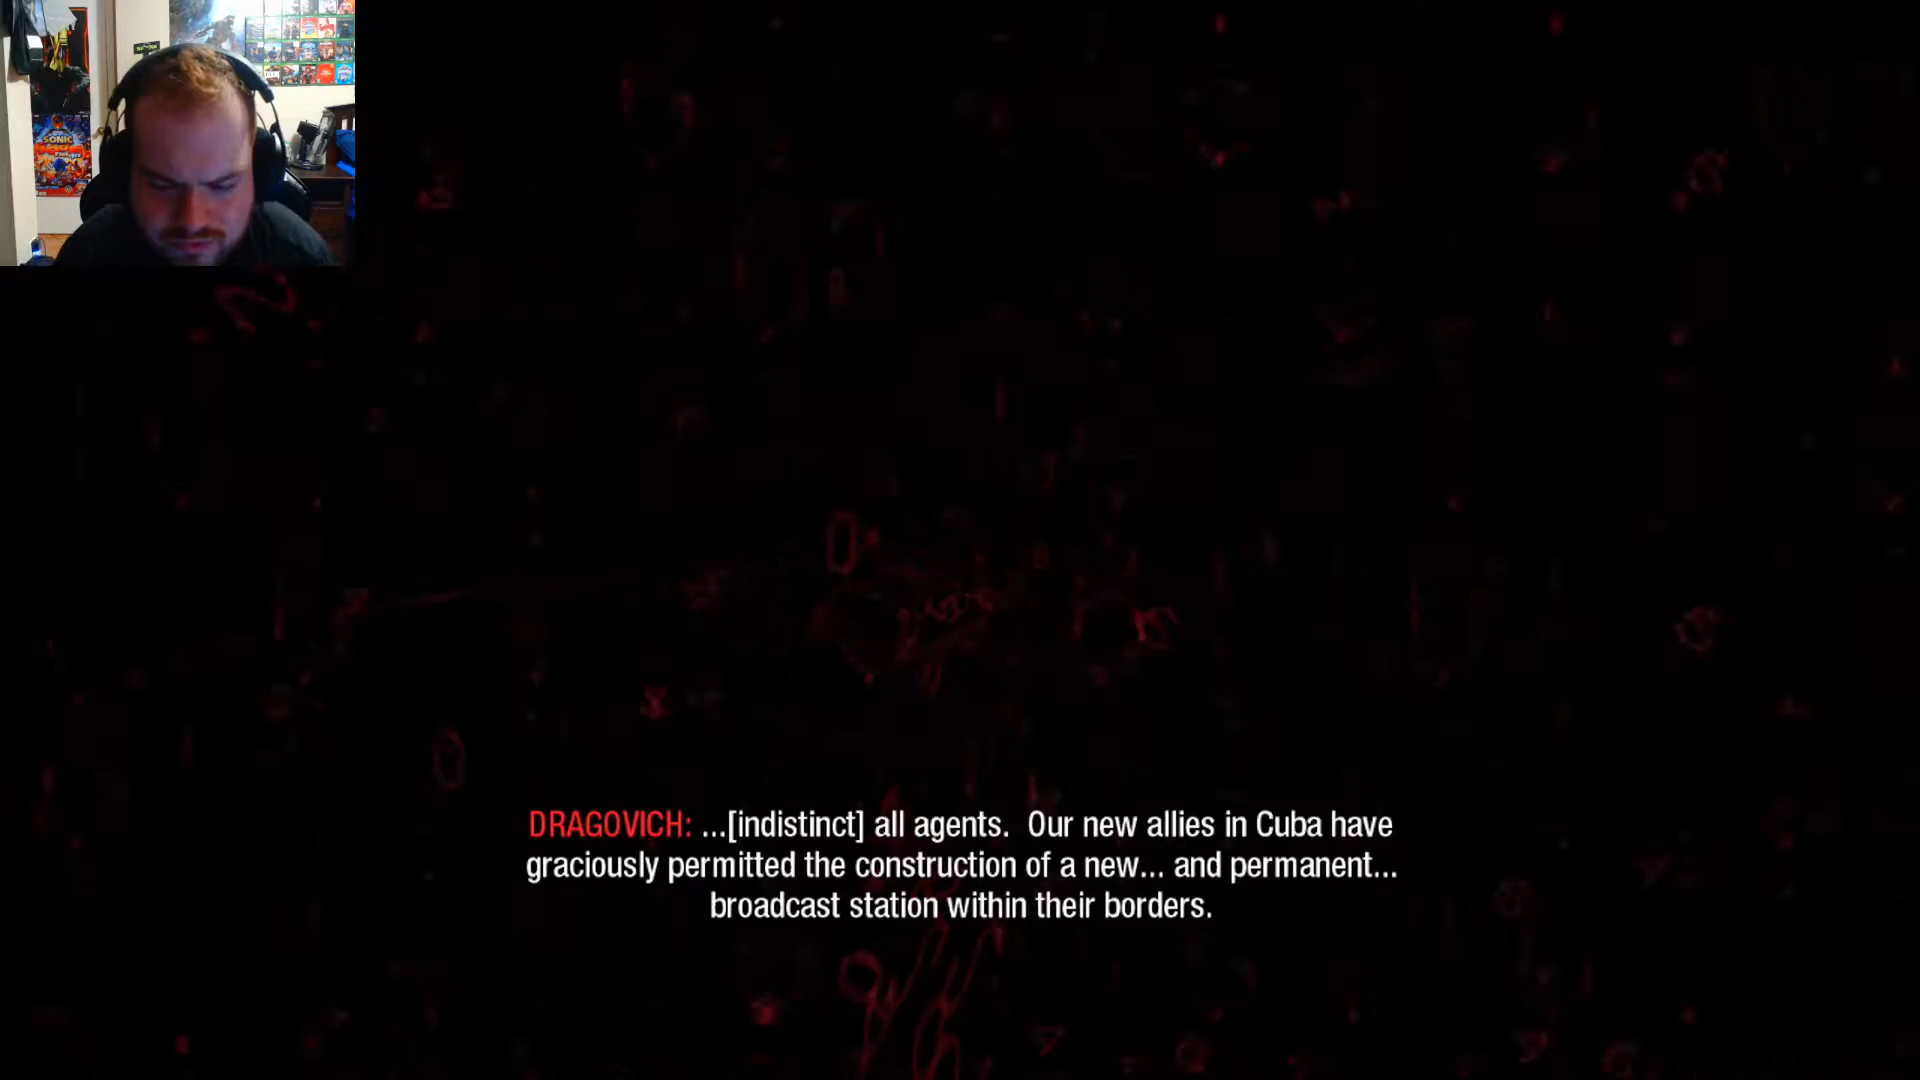 SONIC
DRAGOVICH: ...[indistinct] all agents.  Our new allies in Cuba have
graciously permitted the construction of a new... and permanent...
broadcast station within their borders.